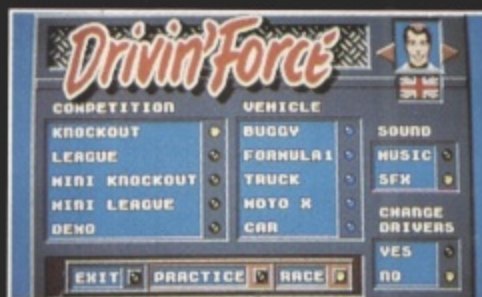 Drivin' Force
COMPETITION
KNOCKOUT
LEAGUE
MINI KNOCKOUT
MINI LEAGUE
DEMO
VEHICLE
BUGGY
FORMULA1
TRUCK
MOTO X
CAR
SOUND
MUSIC
SFX
CHANGE
DRIVERS
YES
NO
EXIT PRACTICE RACE